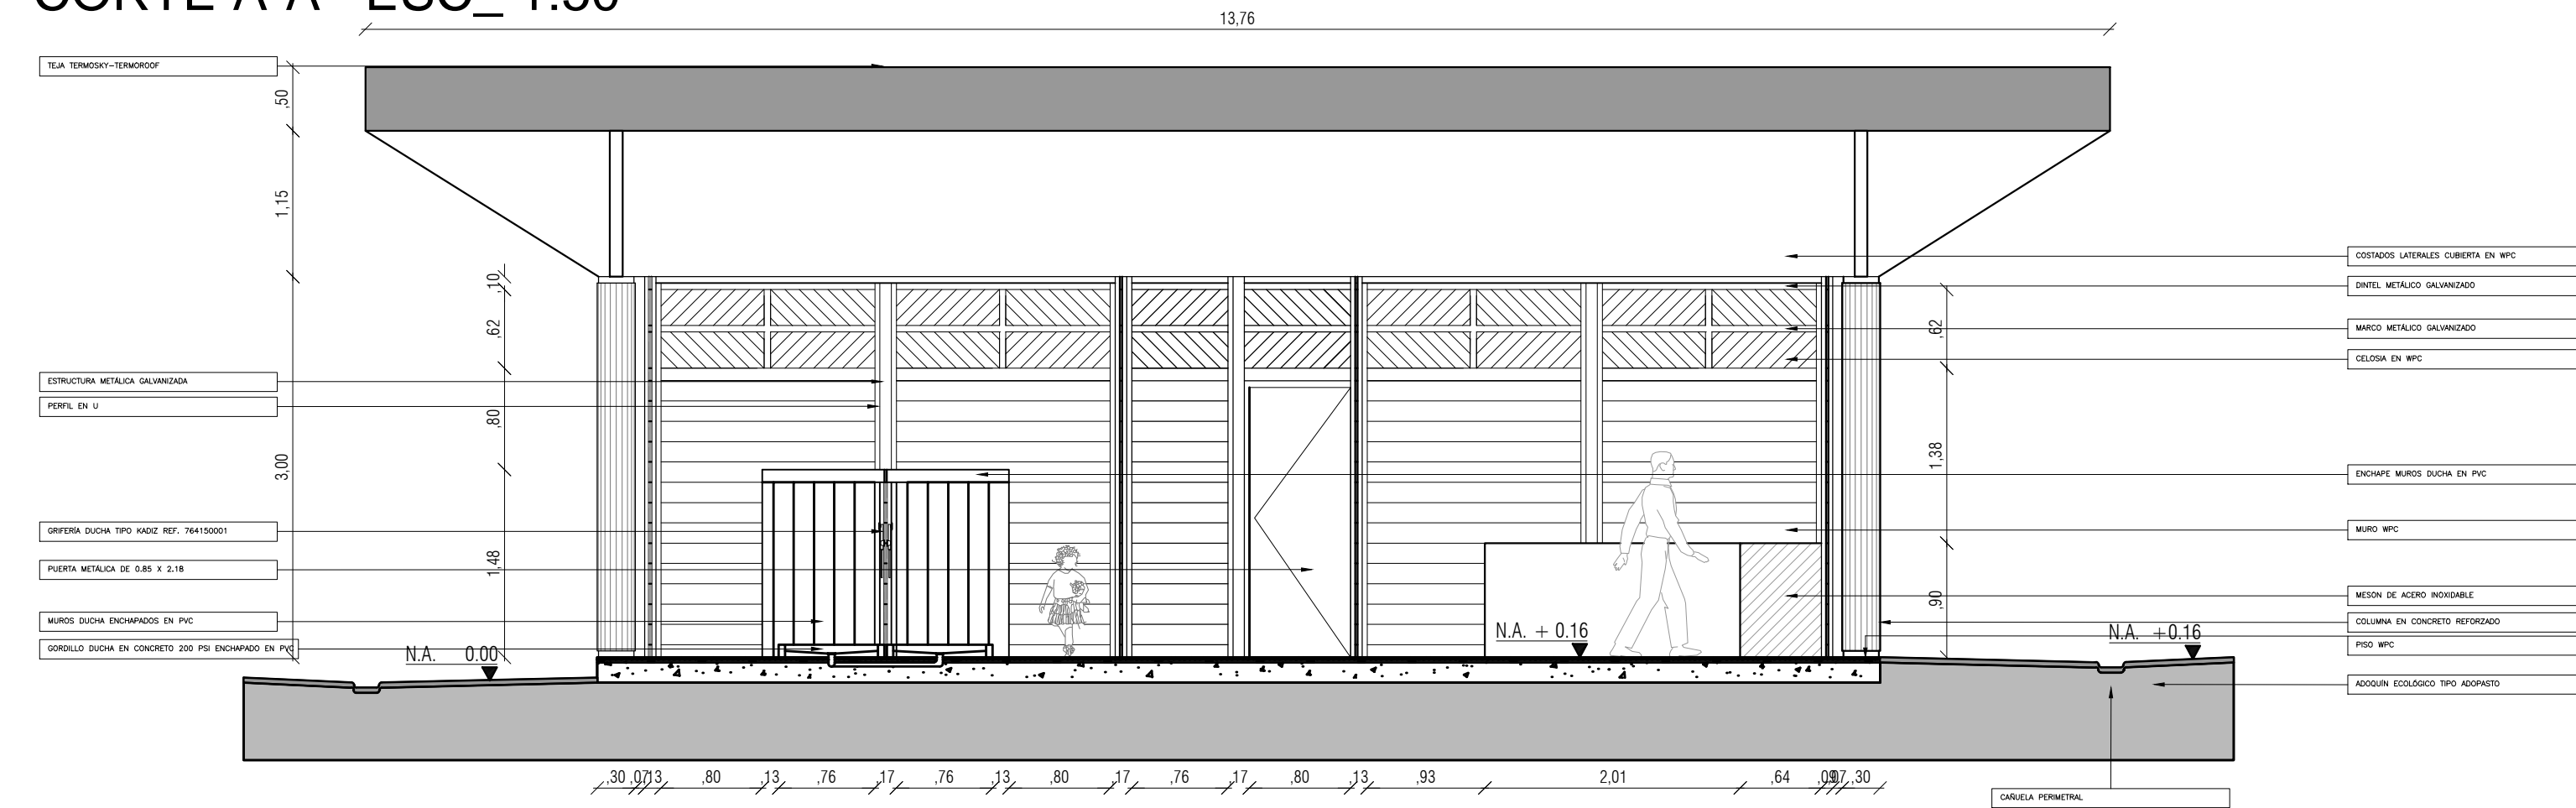 CORTE A-A' ESC_ 1:50
13,76
TEJA TERMOSKY-TERMOROOF
,50
1,15
3,00
,10
,62
,80
1,48
ESTRUCTURA METÁLICA GALVANIZADA
PERFIL EN U
GRIFERÍA DUCHA TIPO KADIZ REF. 764150001
PUERTA METÁLICA DE 0.85 X 2.18
MUROS DUCHA ENCHAPADOS EN PVC
GORDILLO DUCHA EN CONCRETO 200 PSI ENCHAPADO EN PVC
N.A. 0.00
N.A. + 0.16
N.A. +0.16
,62
1,38
,90
COSTADOS LATERALES CUBIERTA EN WPC
DINTEL METÁLICO GALVANIZADO
MARCO METÁLICO GALVANIZADO
CELOSIA EN WPC
ENCHAPE MUROS DUCHA EN PVC
MURO WPC
MESON DE ACERO INOXIDABLE
COLUMNA EN CONCRETO REFORZADO
PISO WPC
ADOQUÍN ECOLÓGICO TIPO ADOPASTO
,30 ,07 ,13 ,80 ,13 ,76 ,17 ,76 ,13 ,80 ,17 ,76 ,17 ,80 ,13 ,93 2,01 ,64 ,09 ,07 ,30
CAÑUELA PERIMETRAL